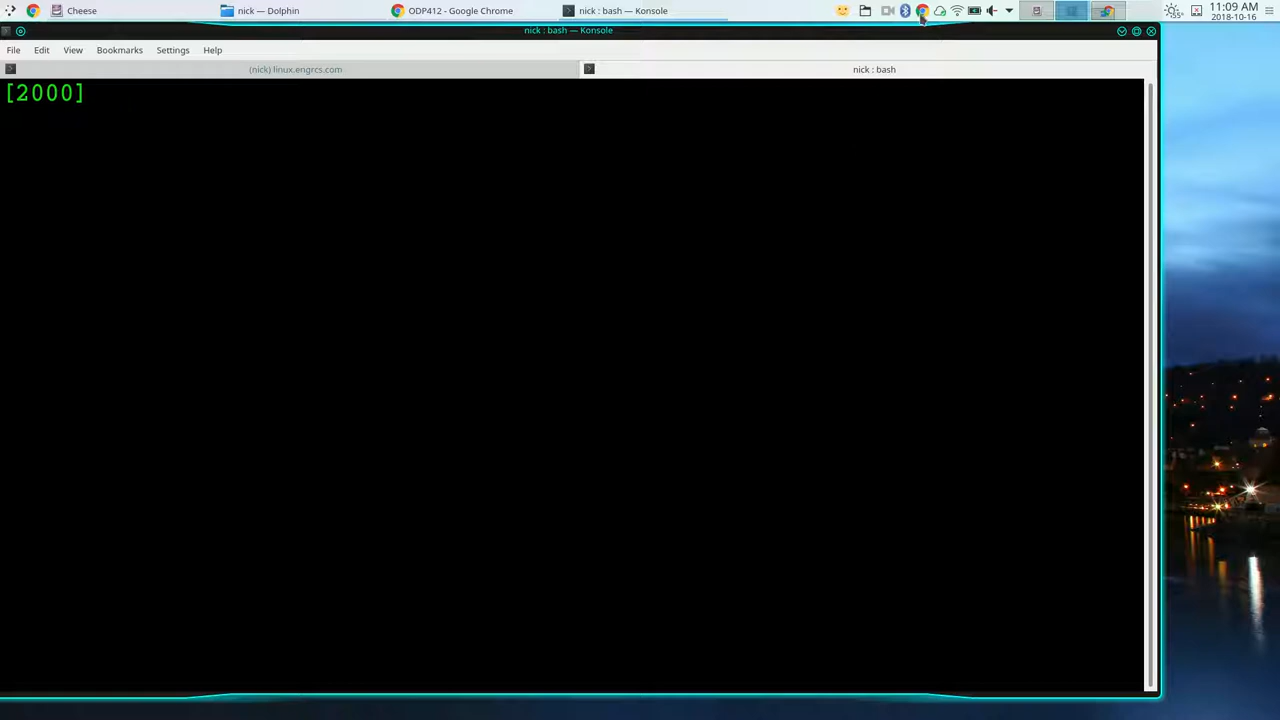 Cheese
nick — Dolphin
ODP412 - Google Chrome
nick : bash — Konsole
55°
11:09 AM
2018-10-16
nick : bash — Konsole
File Edit View Bookmarks Settings Help
(nick) linux.engrcs.com
nick : bash
[2000]